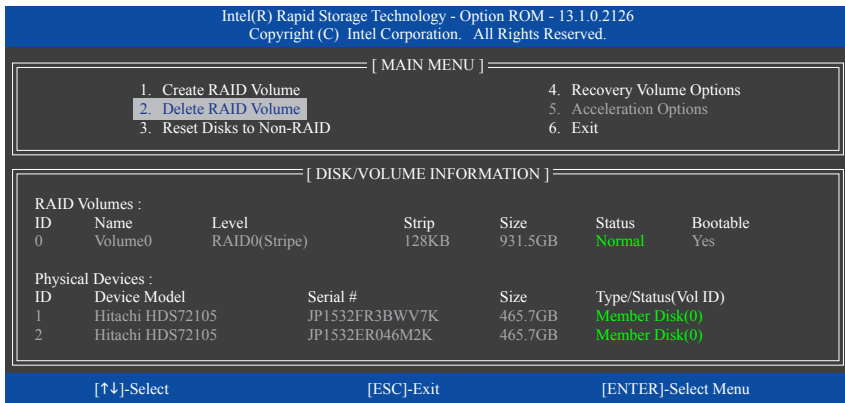 Intel(R) Rapid Storage Technology - Option ROM - 13.1.0.2126
Copyright (C) Intel Corporation. All Rights Reserved.
[ MAIN MENU ]
1. Create RAID Volume 4. Recovery Volume Options
2. Delete RAID Volume 5. Acceleration Options
3. Reset Disks to Non-RAID 6. Exit
[ DISK/VOLUME INFORMATION ]
RAID Volumes :
ID Name Level Strip Size Status Bootable
0 Volume0 RAID0(Stripe) 128KB 931.5GB Normal Yes
Physical Devices :
ID Device Model Serial # Size Type/Status(Vol ID)
1 Hitachi HDS72105 JP1532FR3BWV7K 465.7GB Member Disk(0)
2 Hitachi HDS72105 JP1532ER046M2K 465.7GB Member Disk(0)
[↑↓]-Select [ESC]-Exit [ENTER]-Select Menu